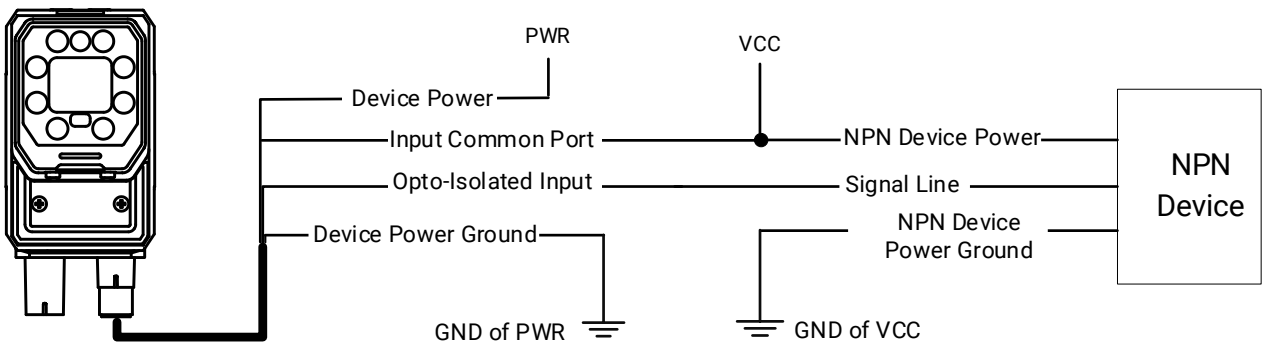 PWR
VCC
Device Power
Input Common Port
NPN Device Power
Opto-Isolated Input
Signal Line
NPN
Device
Device Power Ground
NPN Device
Power Ground
GND of PWR
GND of VCC